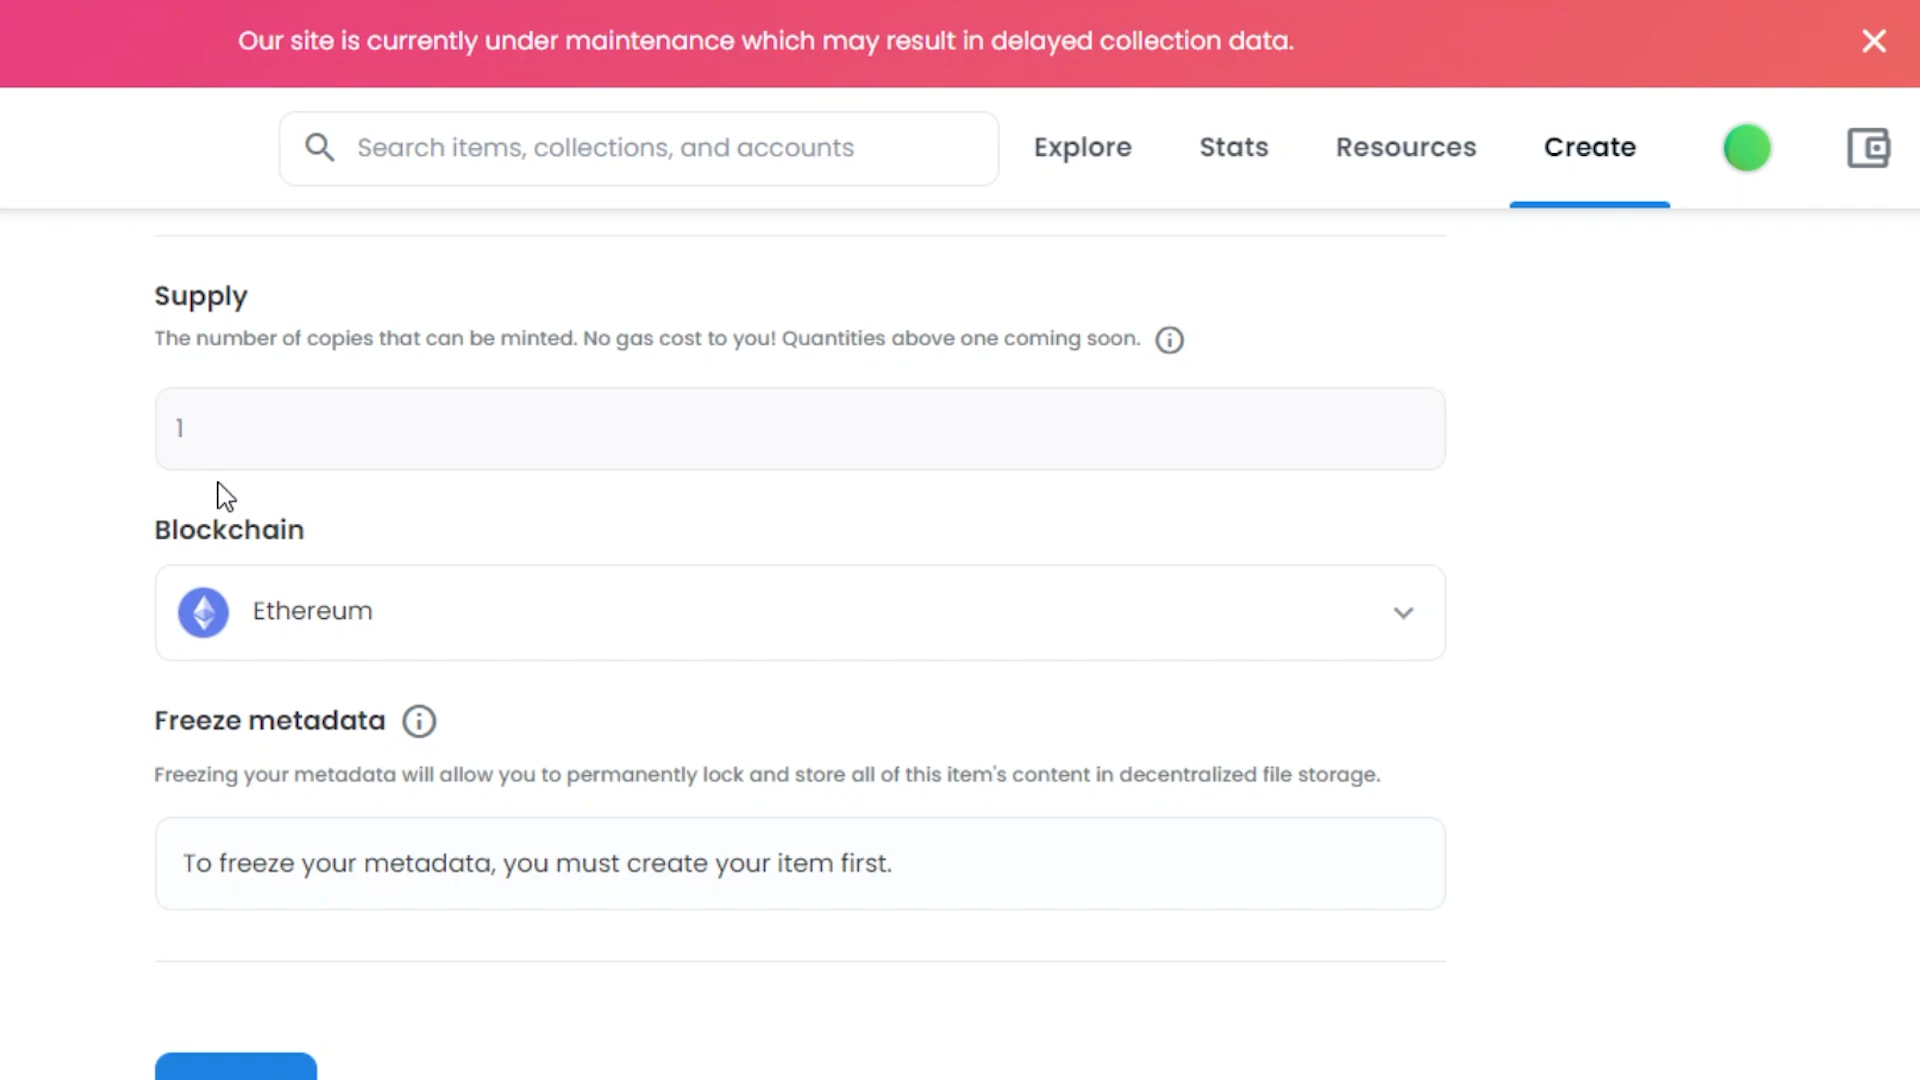 Our site is currently under maintenance which may result in delayed collection data.
Search items, collections, and accounts
Explore
Stats
Resources
Create
Supply
The number of copies that can be minted. No gas cost to you! Quantities above one coming soon.
1
Blockchain
Ethereum
Freeze metadata
Freezing your metadata will allow you to permanently lock and store all of this item's content in decentralized file storage.
To freeze your metadata, you must create your item first.